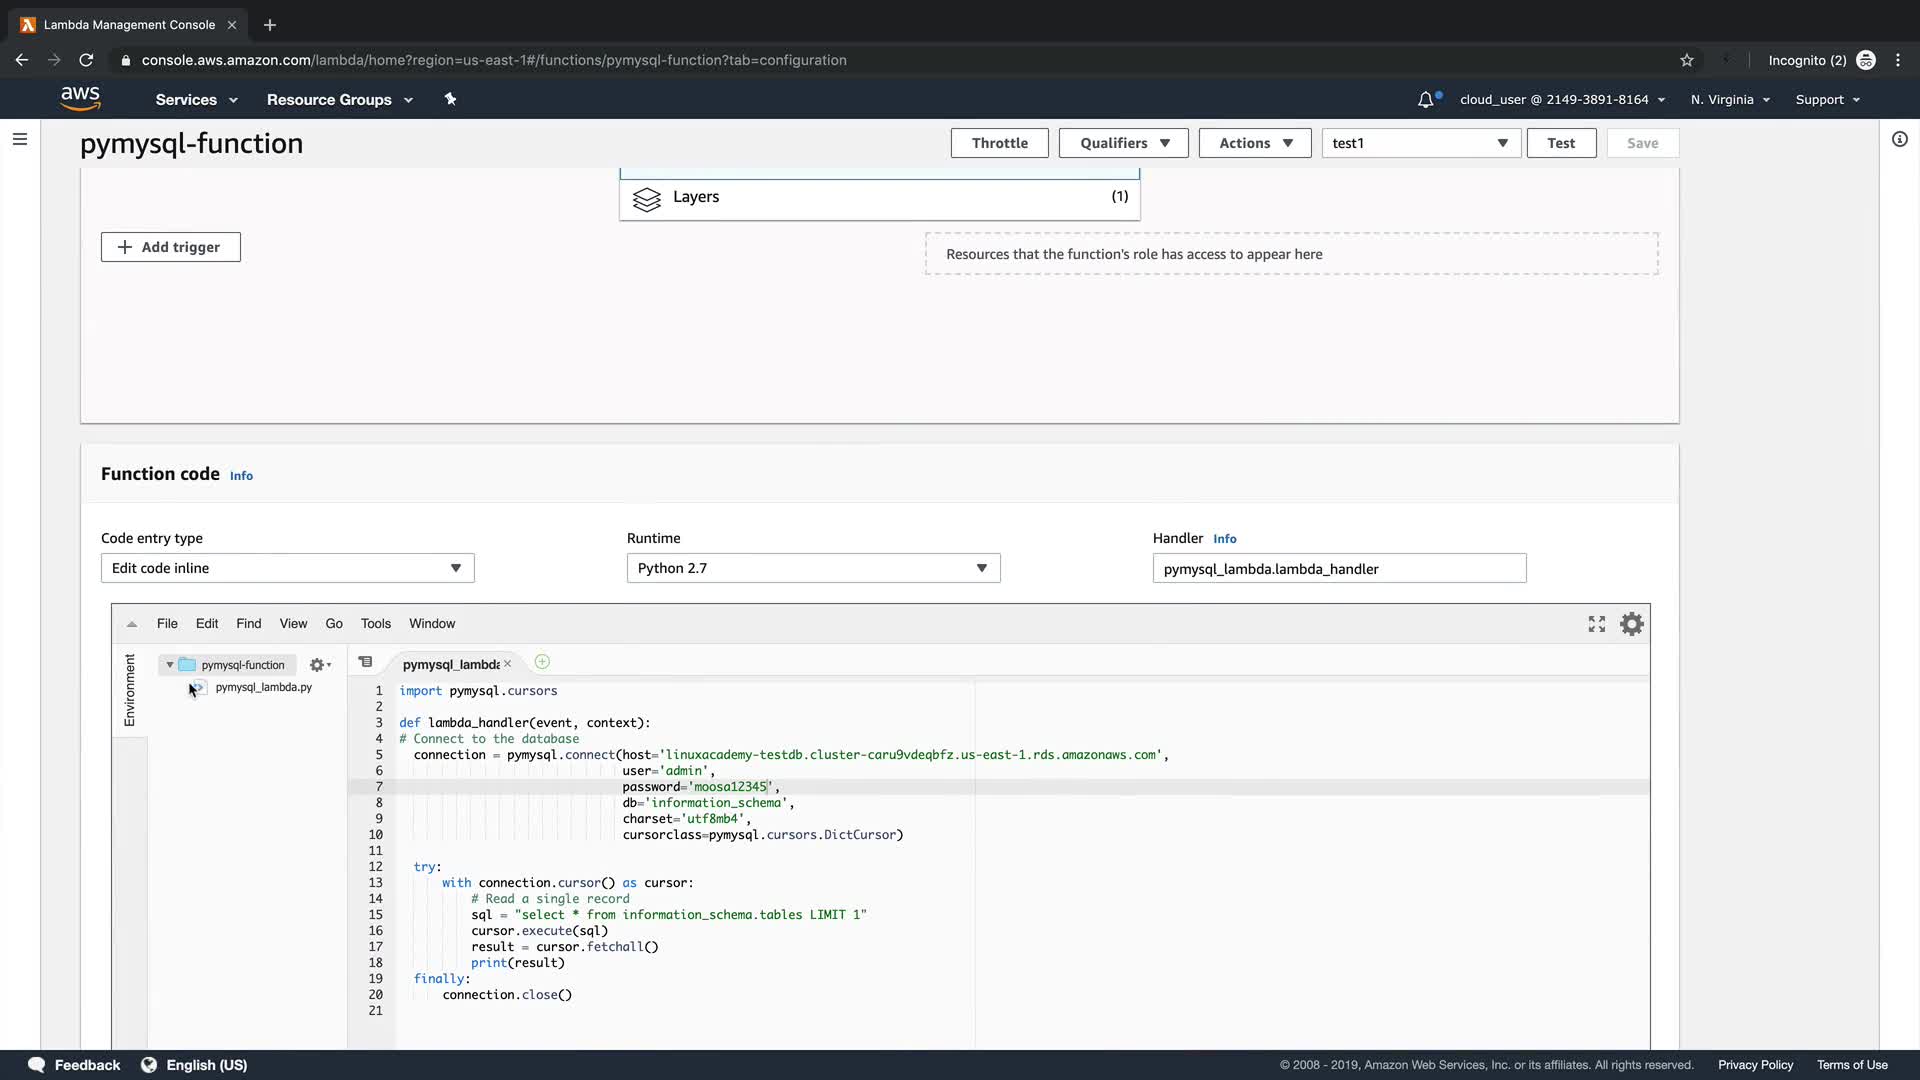 Lambda Management Console
console.aws.amazon.com/lambda/home?region=us-east-1#/functions/pymysql-function?tab=configuration
Incognito (2)
aws
Services
Resource Groups
cloud_user @ 2149-3891-8164
N. Virginia
Support
pymysql-function
Throttle
Qualifiers
Actions
test1
Test
Save
Layers
(1)
Add trigger
Resources that the function's role has access to appear here
Function code Info
Code entry type
Edit code inline
Runtime
Python 2.7
Handler Info
pymysql_lambda.lambda_handler
File Edit Find View Go Tools Window
Environment
pymysql-function
pymysql_lambda.py
pymysql_lambda
1 import pymysql.cursors
2
3 def lambda_handler(event, context):
4 # Connect to the database
5 connection = pymysql.connect(host='linuxacademy-testdb.cluster-caru9vdeqbfz.us-east-1.rds.amazonaws.com',
6 user='admin',
7 password='moosa12345',
8 db='information_schema',
9 charset='utf8mb4',
10 cursorclass=pymysql.cursors.DictCursor)
11
12 try:
13 with connection.cursor() as cursor:
14 # Read a single record
15 sql = "select * from information_schema.tables LIMIT 1"
16 cursor.execute(sql)
17 result = cursor.fetchall()
18 print(result)
19 finally:
20 connection.close()
21
Feedback
English (US)
© 2008 - 2019, Amazon Web Services, Inc. or its affiliates. All rights reserved.
Privacy Policy
Terms of Use